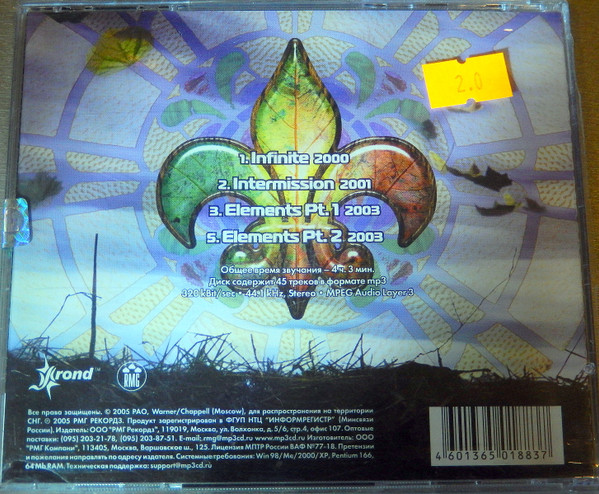 2.0
1. Infinite 2000
2. Intermission 2001
3. Elements Pt. 1 2003
5. Elements Pt. 2 2003
Общее время звучания – 4 ч. 3 мин.
Диск содержит 45 треков в формате mp3
320 kBit/sec • 44.1 kHz, Stereo • MPEG Audio Layer 3
rond
RMG
Все права защищены. © 2005 РАО, Warner/Chappell (Moscow), для распространения на территории
СНГ. © 2005 РМГ РЕКОРДЗ. Продукт зарегистрирован в ФГУП НТЦ "ИНФОРМРЕГИСТР" (Минсвязи
России). Издатель: ООО"РМГ Рекордз", 119019, Москва, ул. Волхонка, д.5/6, стр.4, офис 107. Оптовые
поставки: (095) 203-21-78, (095) 203-87-51. E-mail: rmg@mp3cd.ru Изготовитель: ООО
"РМГ Компани", 113405, Москва, Варшавское ш., 125. Лицензия МПТР России ВАФ №77-18. Претензии
и пожелания направлять по адресу издателя. Системные требования: Win 98/Me/2000/XP, Pentium 166,
64 Mb RAM. Техническая поддержка: support@mp3cd.ru
4 601365 018837